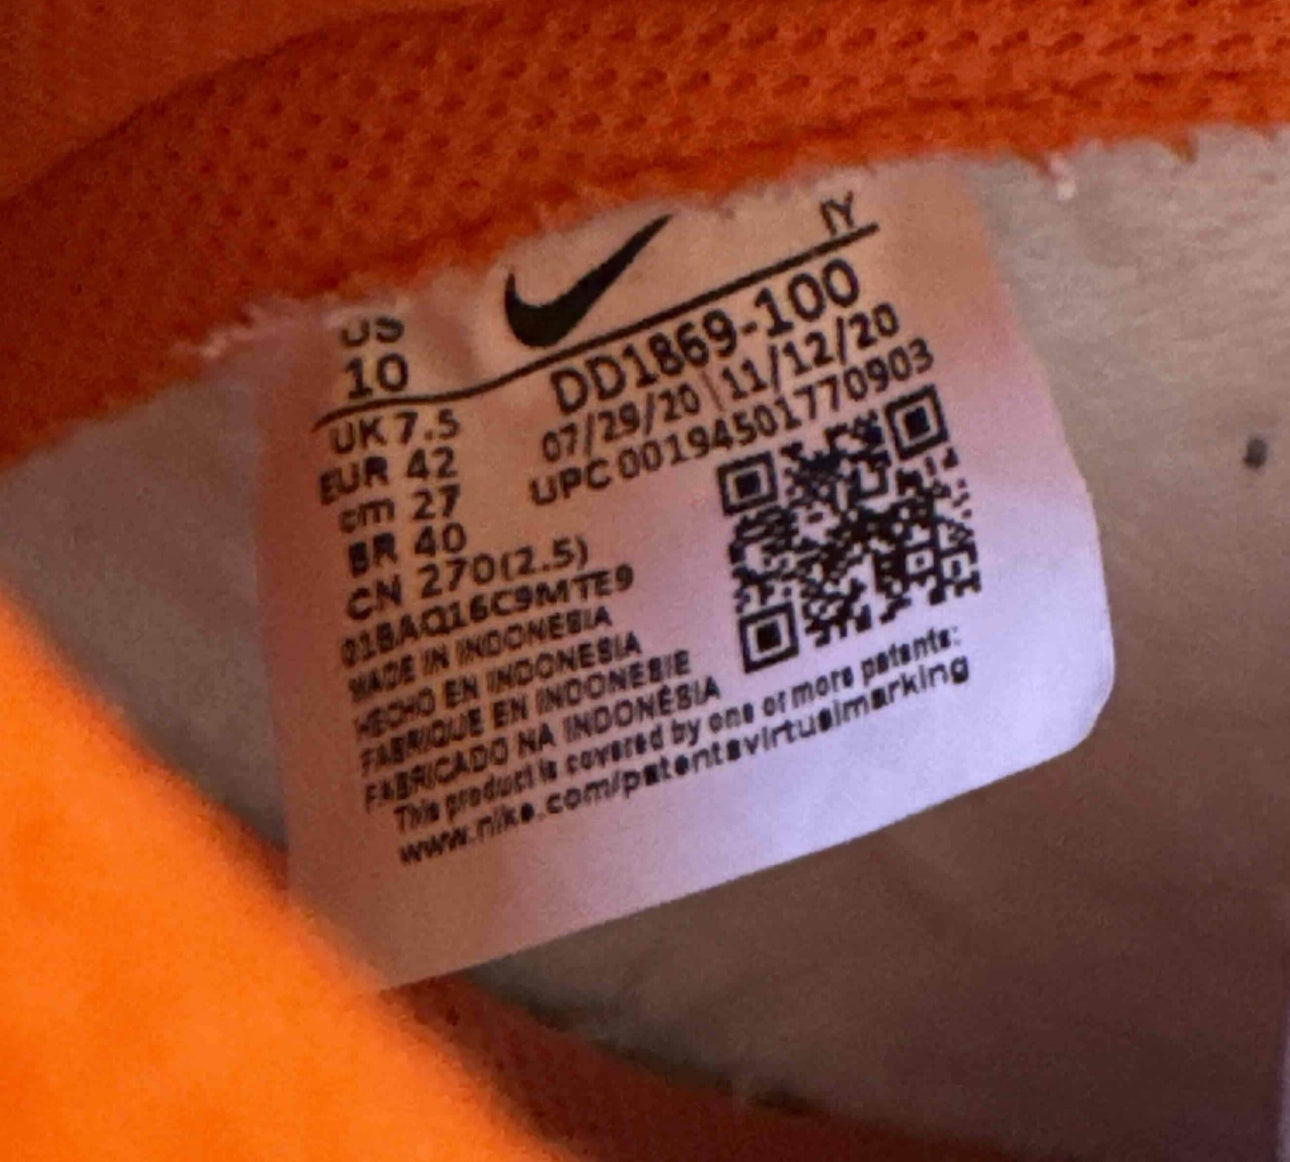 IY
US
10
DD1869-100
07/29/20 11/12/20
UPC 00194501770903
UK 7.5
EUR 42
cm 27
BR 40
CN 270(2.5)
01BAQ16C9MTE9
MADE IN INDONESIA
HECHO EN INDONESIA
FABRIQUE EN INDONESIE
FABRICADO NA INDONÉSIA
This product is covered by one or more patents:
www.nike.com/patentsvirtualmarking